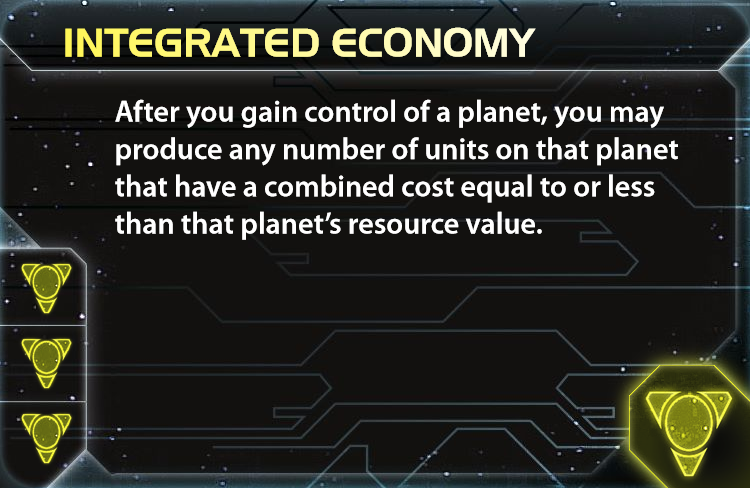 INTEGRATED ECONOMY
After you gain control of a planet, you may
produce any number of units on that planet
that have a combined cost equal to or less
than that planet’s resource value.